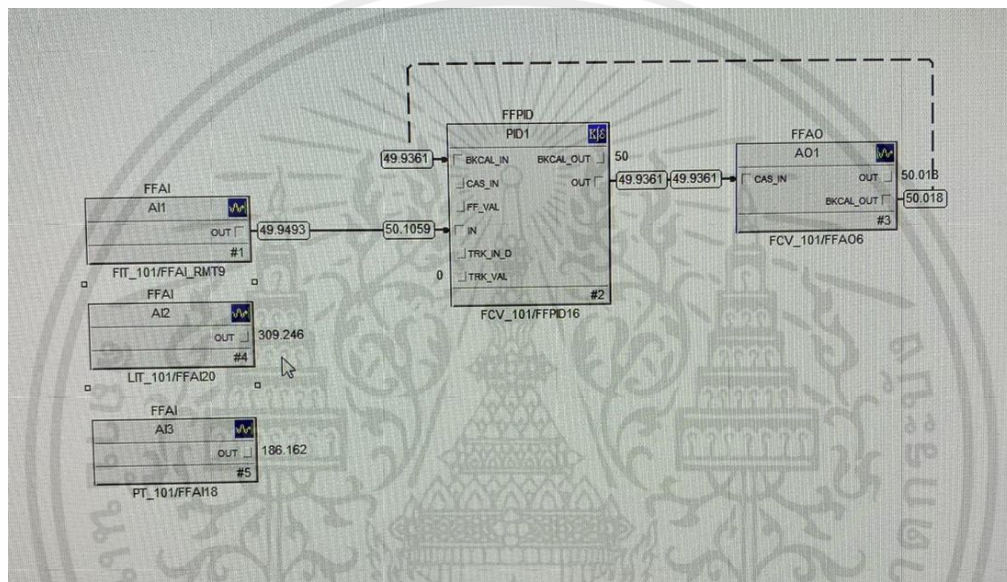 FFPID
PID1
49.9361 BKCAL_IN BKCAL_OUT 50
CAS_IN OUT 49.9361 49.9361
FF_VAL
50.1059 IN
TRK_IN_D
0 TRK_VAL
#2
FCV_101/FFPID16
FFAO
AO1
CAS_IN OUT 50.018
BKCAL_OUT 50.018
#3
FCV_101/FFAO6
FFAI
AI1
OUT 49.9493
#1
FIT_101/FFAI_RMT9
FFAI
AI2
OUT 309.246
#4
LIT_101/FFAI20
FFAI
AI3
OUT 186.162
#5
PT_101/FFAI18